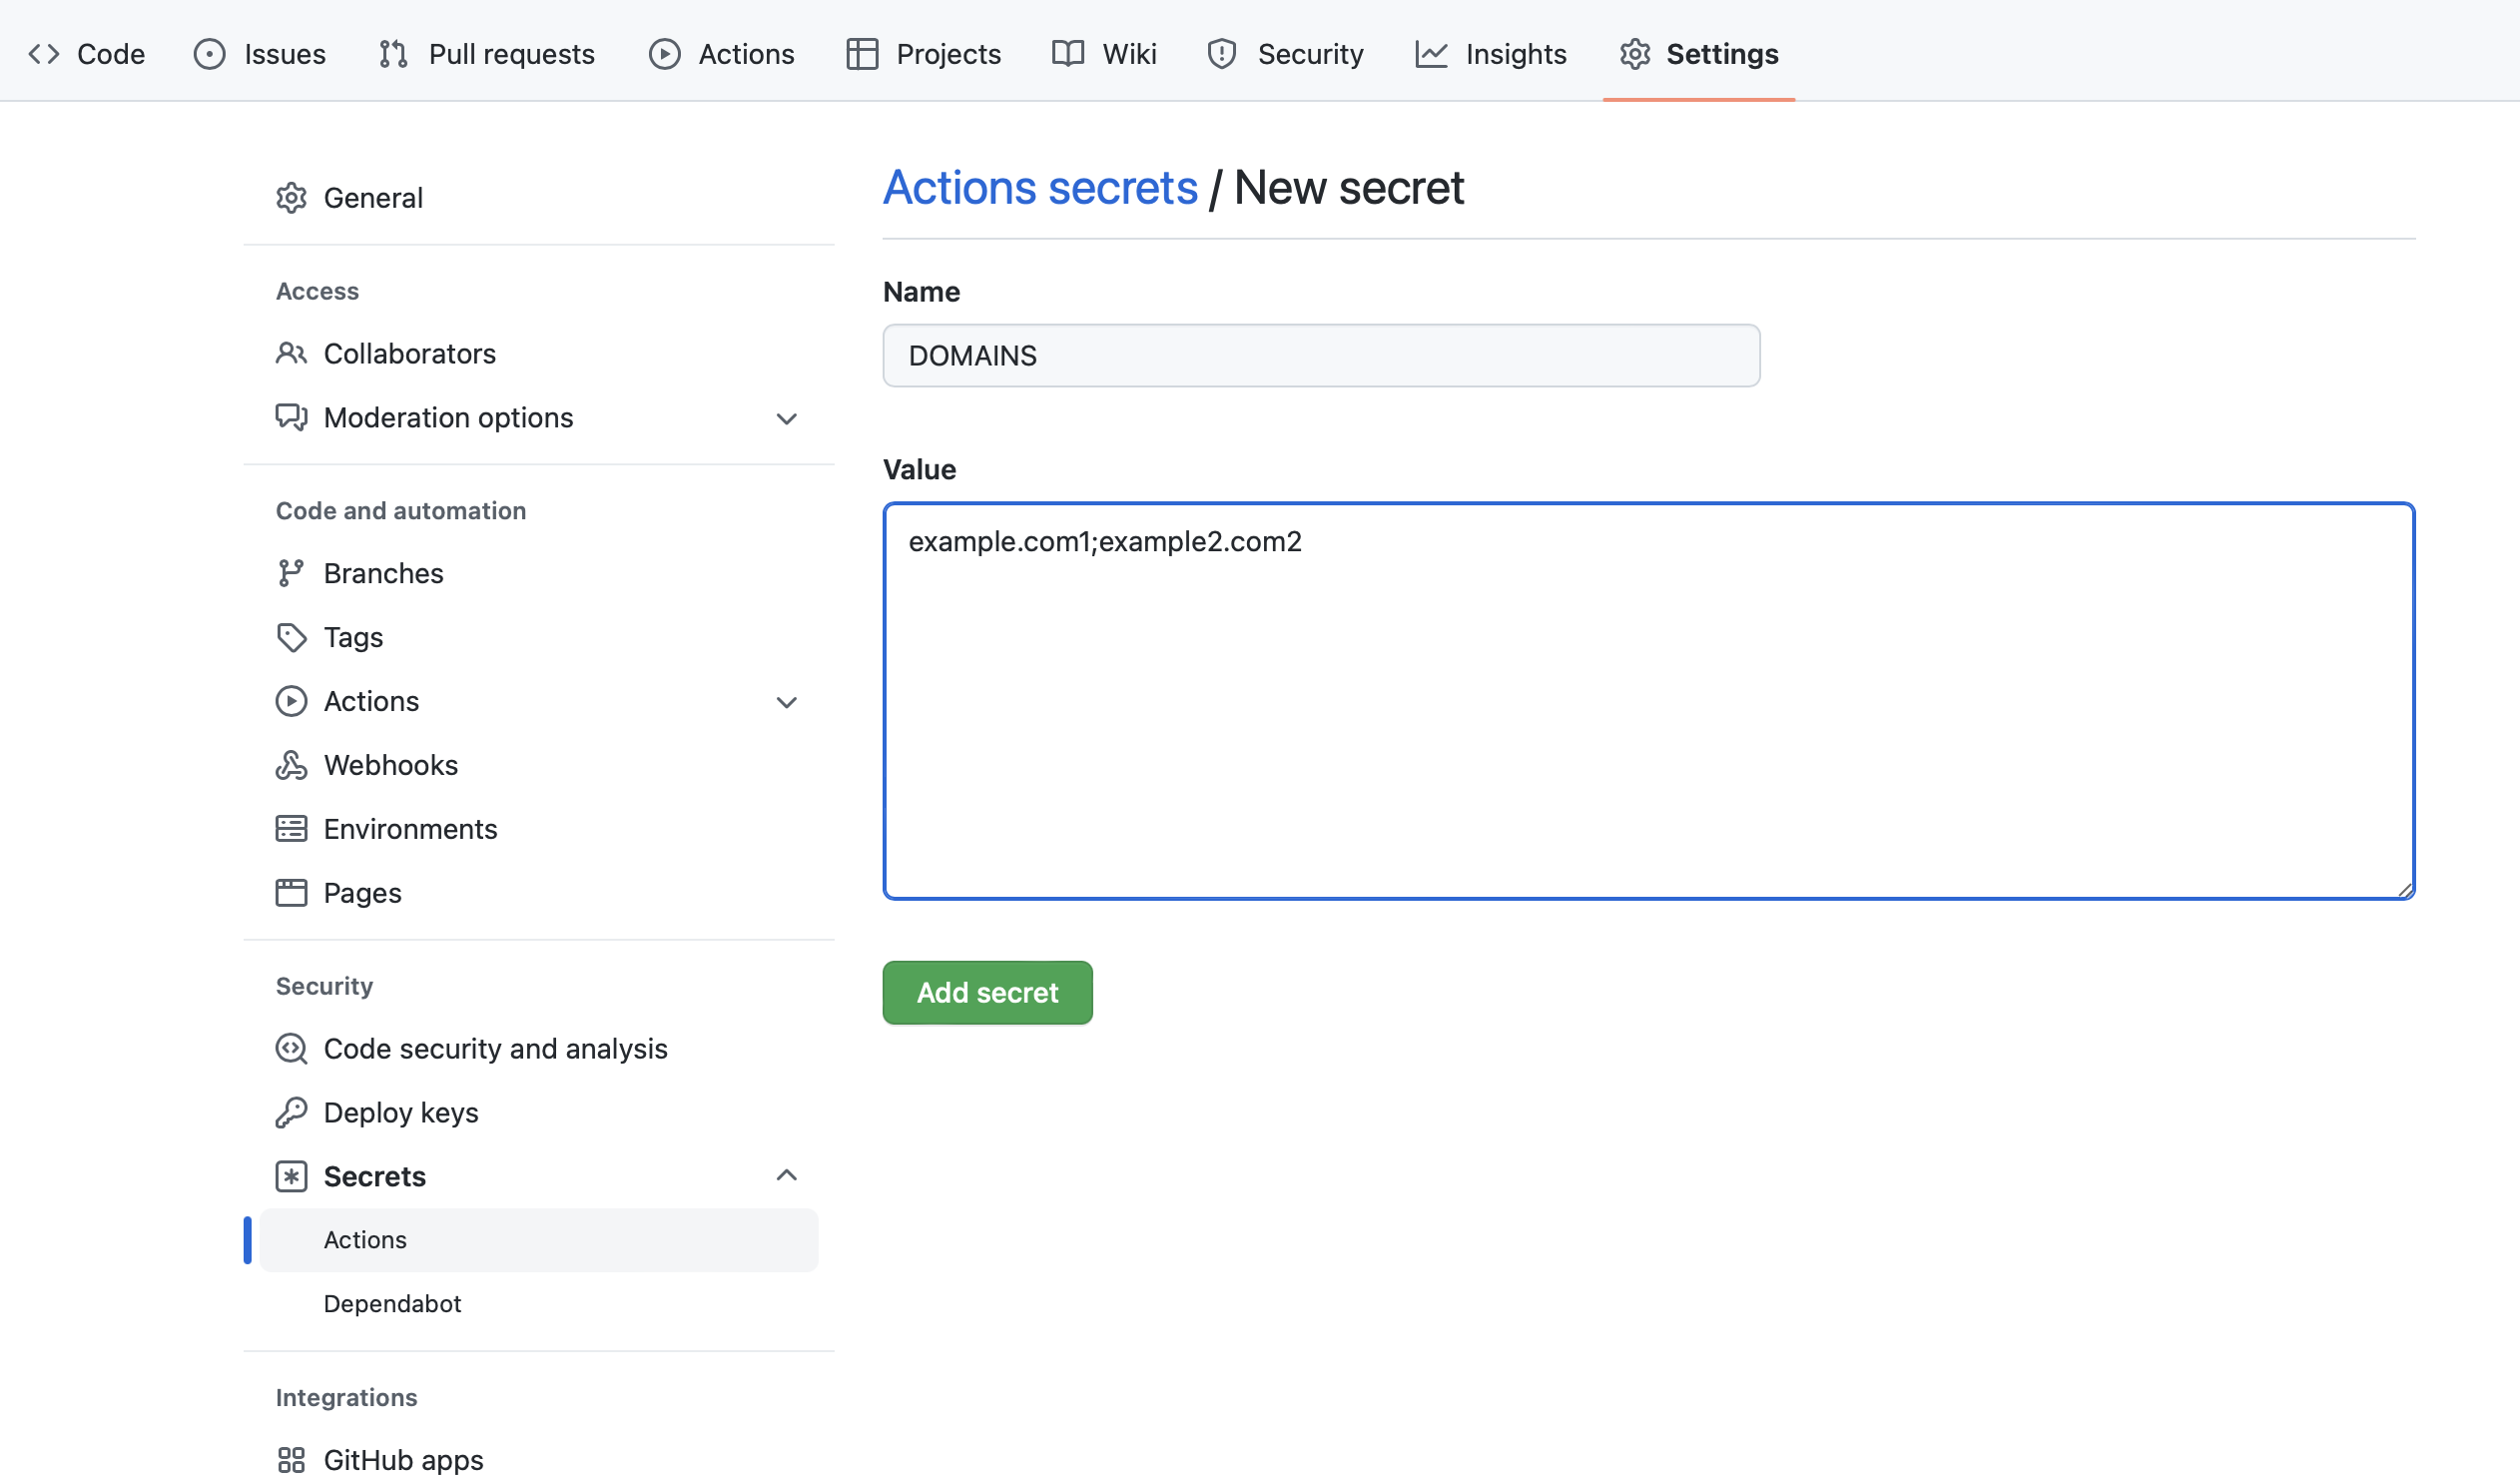 Code Issues Pull requests Actions Projects Wiki Security Insights Settings
General
Access
Collaborators
Moderation options
Code and automation
Branches
Tags
Actions
Webhooks
Environments
Pages
Security
Code security and analysis
Deploy keys
Secrets
Actions
Dependabot
Integrations
GitHub apps
Actions secrets / New secret
Name
DOMAINS
Value
example.com1;example2.com2
Add secret